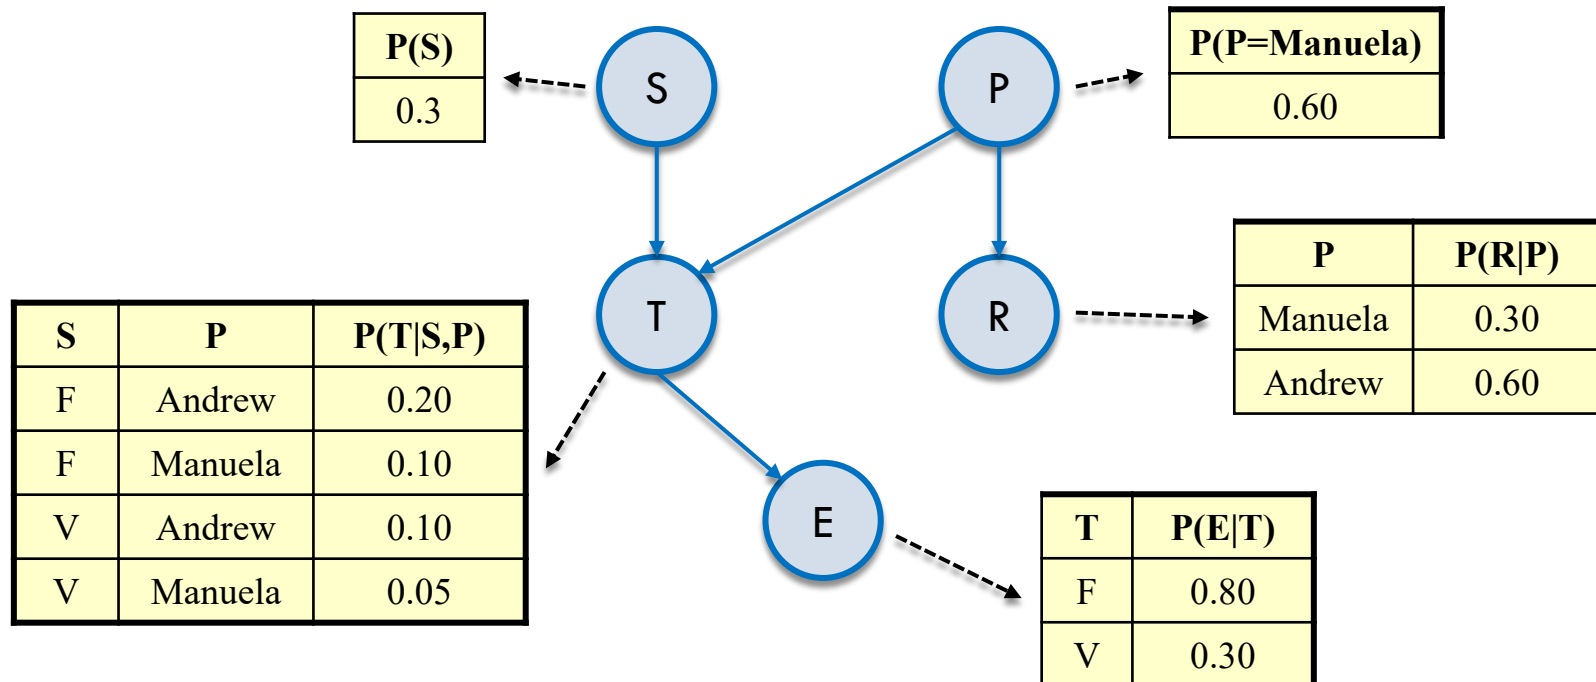 P(S)
0.3
S
P
P(P=Manuela)
0.60
T
R
P P(R|P)
Manuela 0.30
Andrew 0.60
S P P(T|S,P)
F Andrew 0.20
F Manuela 0.10
V Andrew 0.10
V Manuela 0.05
E
T P(E|T)
F 0.80
V 0.30